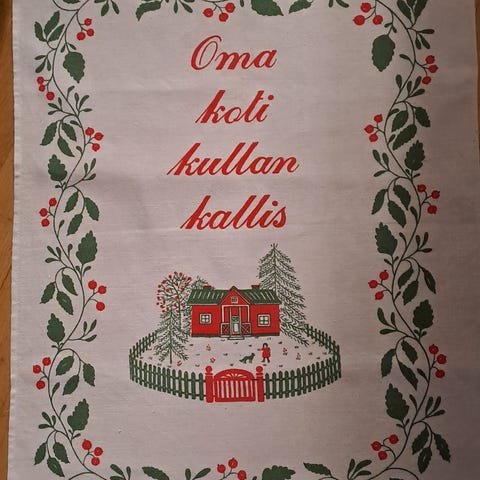 Oma
koti
kullan
kallis